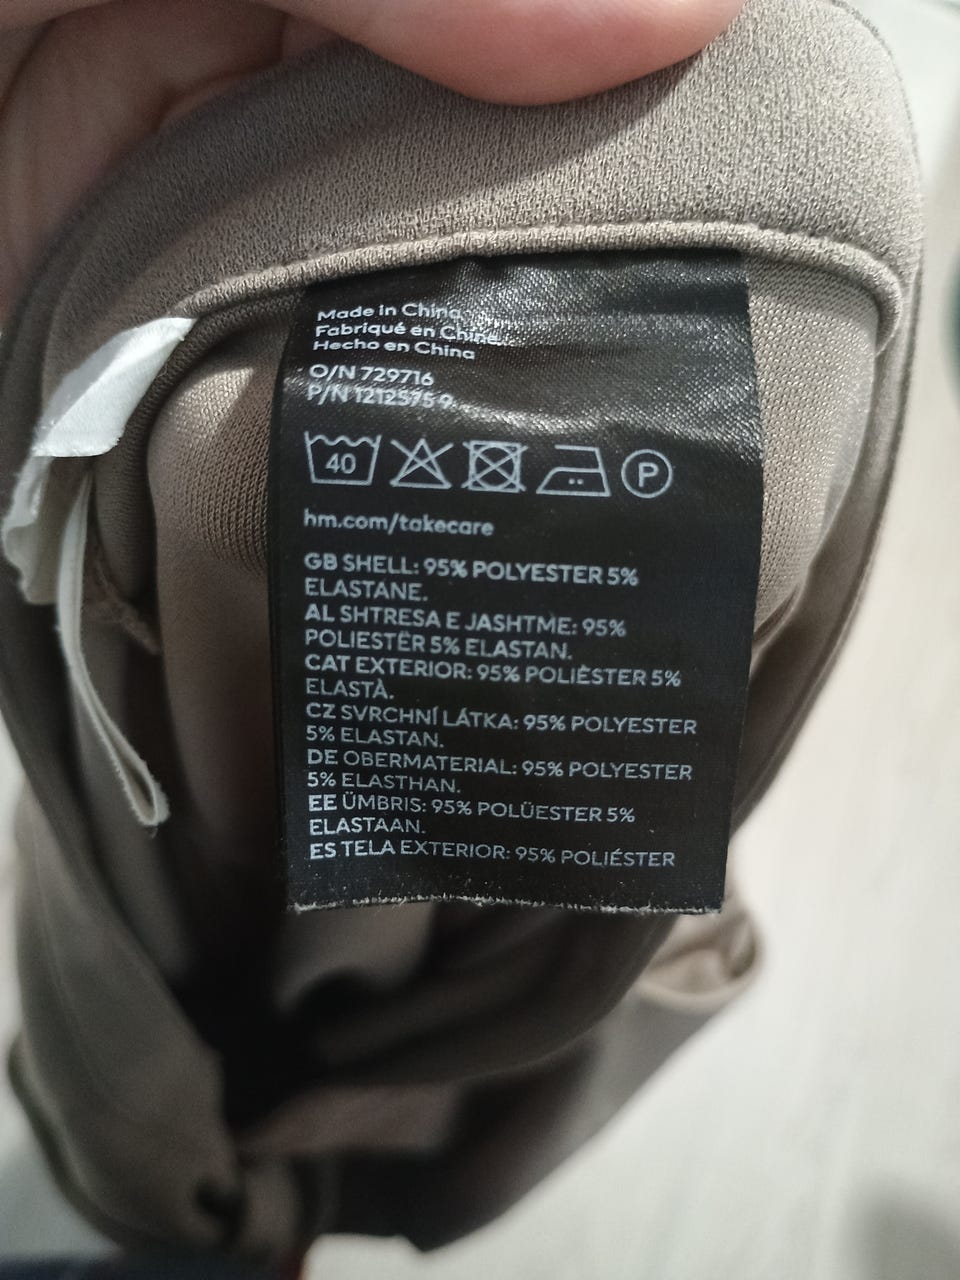 Made in China
Fabriqué en Chine
Hecho en China
O/N 729716
P/N 1212575 9
40
P
hm.com/takecare
GB SHELL: 95% POLYESTER 5%
ELASTANE.
AL SHTRESA E JASHTME: 95%
POLIESTËR 5% ELASTAN.
CAT EXTERIOR: 95% POLIÈSTER 5%
ELASTÀ.
CZ SVRCHNÍ LÁTKA: 95% POLYESTER
5% ELASTAN.
DE OBERMATERIAL: 95% POLYESTER
5% ELASTHAN.
EE ÜMBRIS: 95% POLÜESTER 5%
ELASTAAN.
ES TELA EXTERIOR: 95% POLIÉSTER